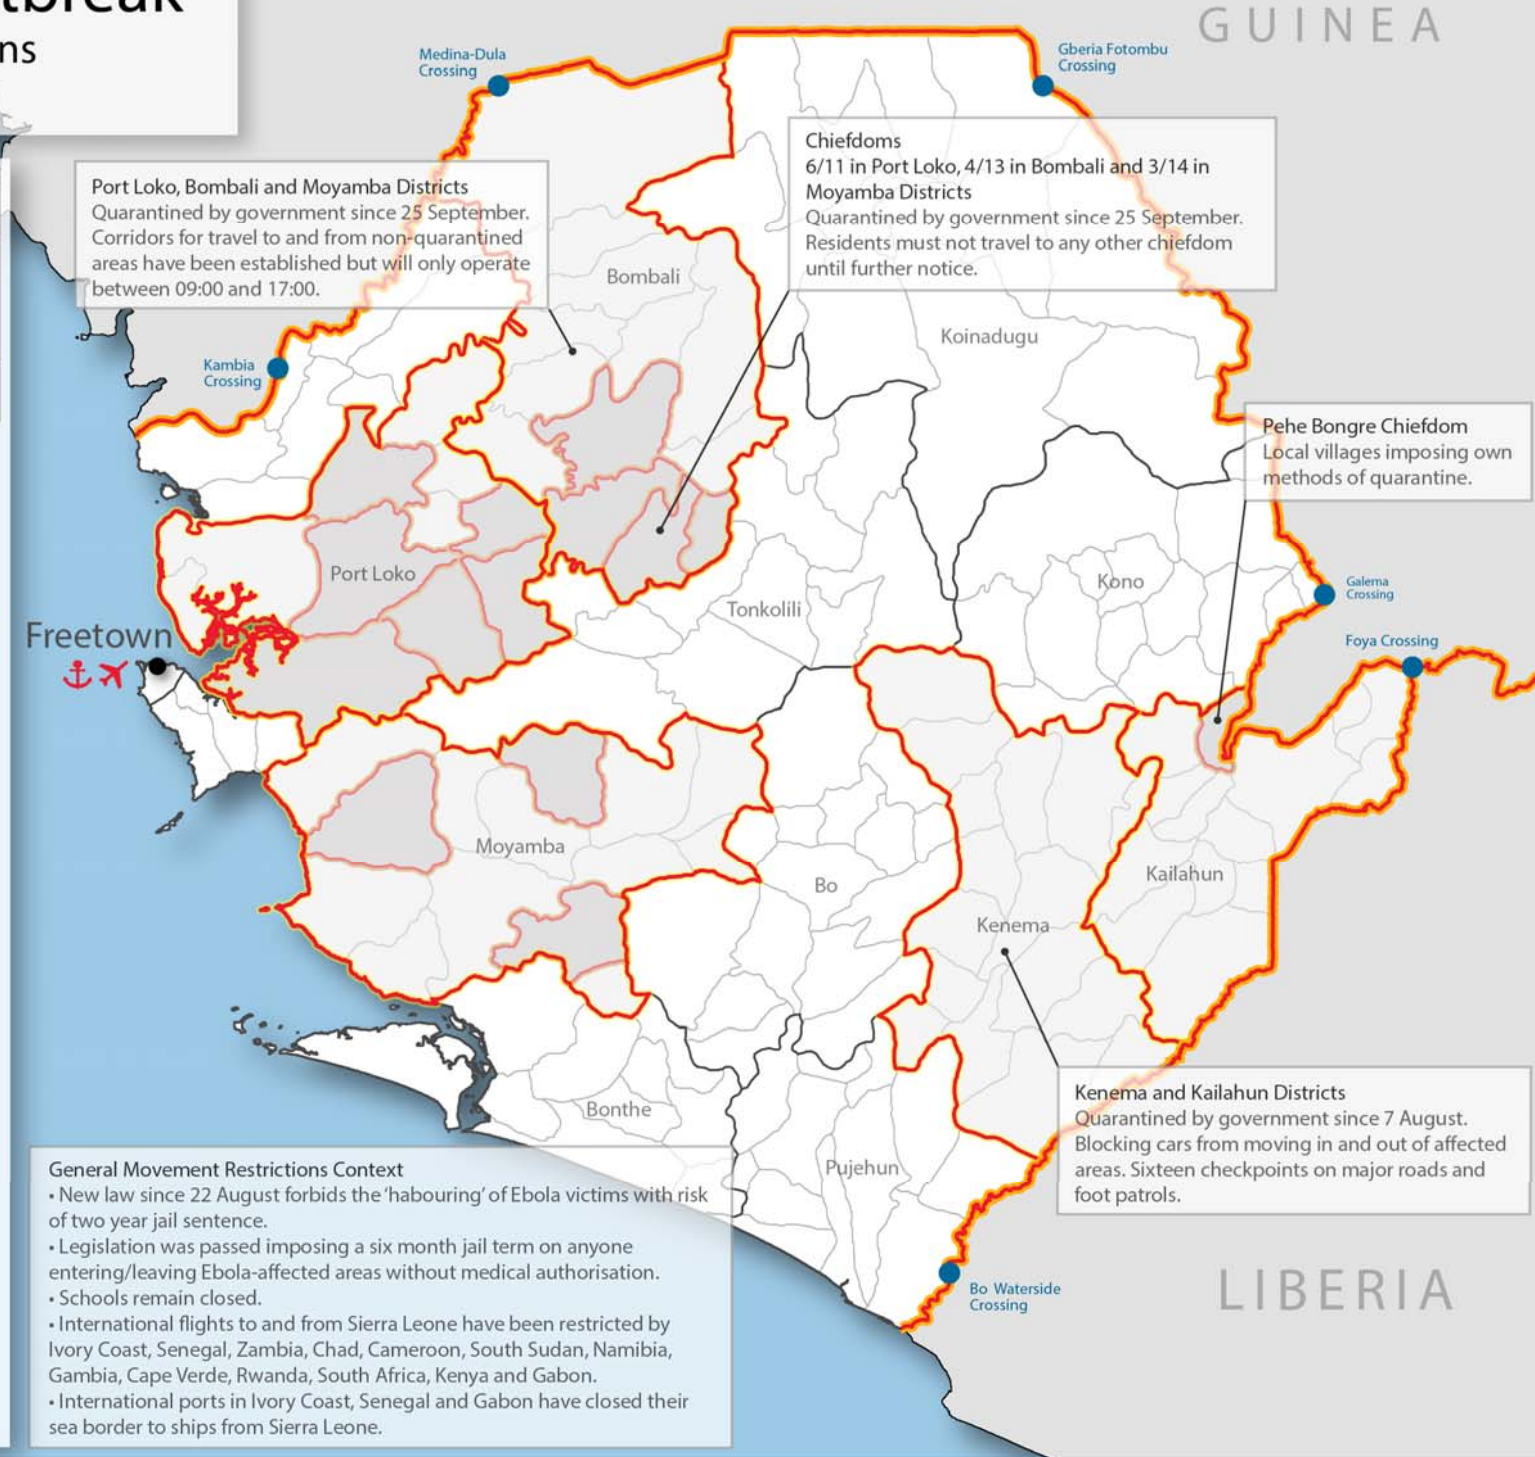 tbreak
ns
GUINEA
Medina-Dula
Crossing
Gberia Fotombu
Crossing
Chiefdoms
6/11 in Port Loko, 4/13 in Bombali and 3/14 in
Moyamba Districts
Quarantined by government since 25 September.
Residents must not travel to any other chiefdom
until further notice.
Port Loko, Bombali and Moyamba Districts
Quarantined by government since 25 September.
Corridors for travel to and from non-quarantined
areas have been established but will only operate
between 09:00 and 17:00.
Bombali
Koinadugu
Kambia
Crossing
Pehe Bongre Chiefdom
Local villages imposing own
methods of quarantine.
Port Loko
Kono
Galema
Crossing
Tonkolili
Freetown
Foya Crossing
Moyamba
Bo
Kailahun
Kenema
Kenema and Kailahun Districts
Quarantined by government since 7 August.
Blocking cars from moving in and out of affected
areas. Sixteen checkpoints on major roads and
foot patrols.
Bonthe
Pujehun
General Movement Restrictions Context
• New law since 22 August forbids the ‘habouring’ of Ebola victims with risk
of two year jail sentence.
• Legislation was passed imposing a six month jail term on anyone
entering/leaving Ebola-affected areas without medical authorisation.
• Schools remain closed.
• International flights to and from Sierra Leone have been restricted by
Ivory Coast, Senegal, Zambia, Chad, Cameroon, South Sudan, Namibia,
Gambia, Cape Verde, Rwanda, South Africa, Kenya and Gabon.
• International ports in Ivory Coast, Senegal and Gabon have closed their
sea border to ships from Sierra Leone.
Bo Waterside
Crossing
LIBERIA